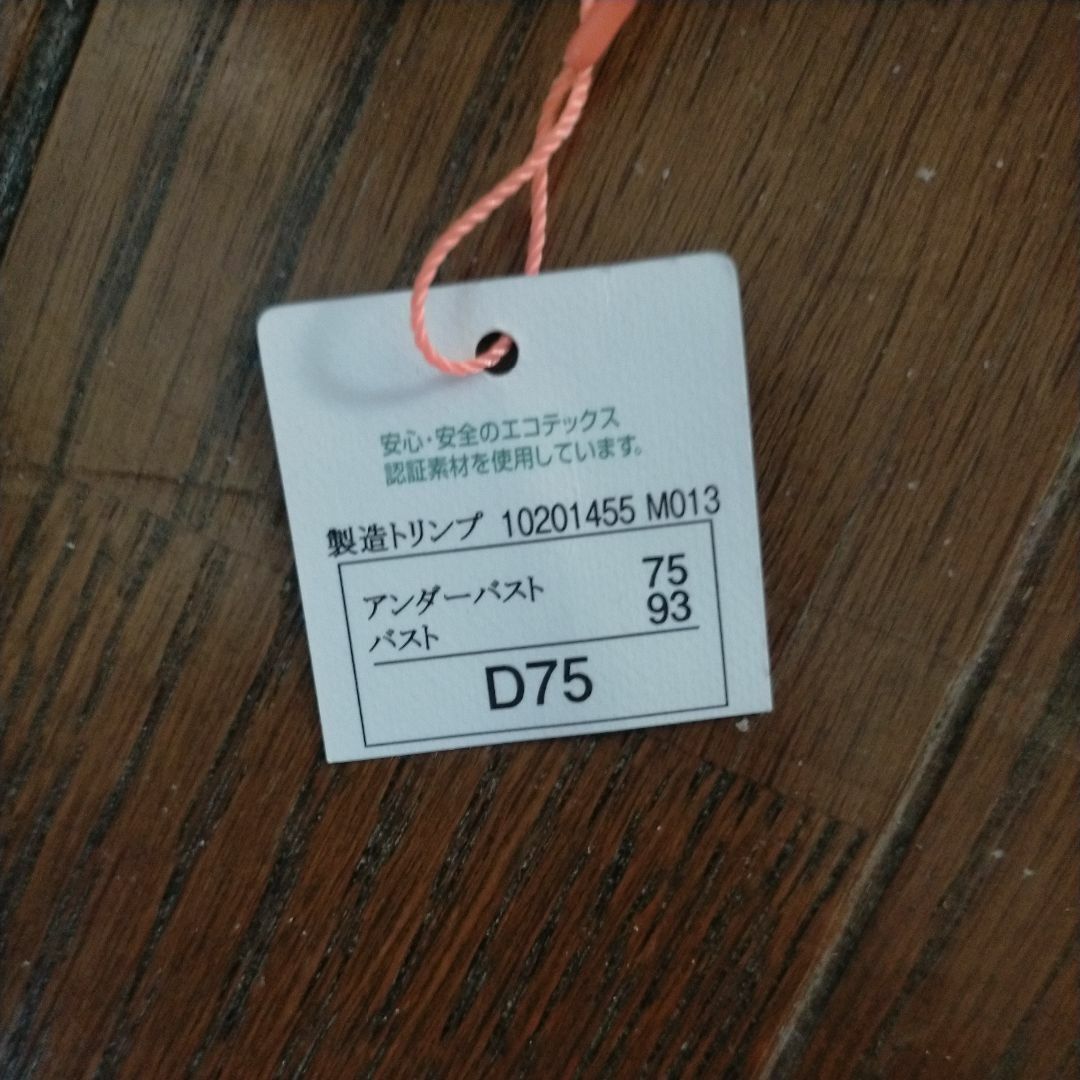 安心・安全のエコテックス
認証素材を使用しています。
製造トリンプ 10201455 M013
アンダーバスト 75
バスト 93
D75